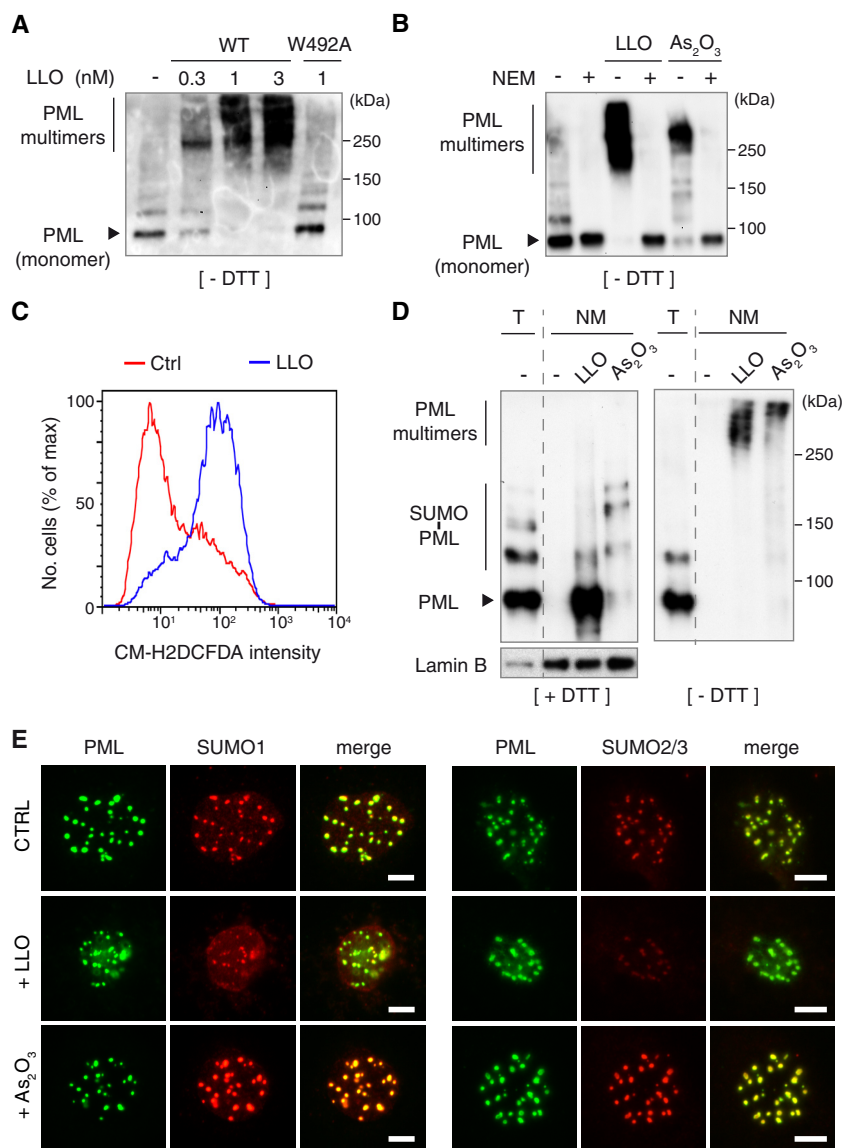 A
WT W492A
LLO (nM) - 0.3 1 3 1
(kDa)
PML
multimers
250
150
100
PML
(monomer)
[ - DTT ]
B
LLO As2O3
NEM - + - + - +
(kDa)
PML
multimers
250
150
100
PML
(monomer)
[ - DTT ]
C
Ctrl LLO
No. cells (% of max)
100
50
0
10¹ 10² 10³ 10⁴
CM-H2DCFDA intensity
D
T NM T NM
- - LLO As2O3 - - LLO As2O3
(kDa)
PML
multimers
250
SUMO
PML
150
100
PML
Lamin B
[ + DTT ] [ - DTT ]
E
PML SUMO1 merge PML SUMO2/3 merge
CTRL
+ LLO
+ As2O3